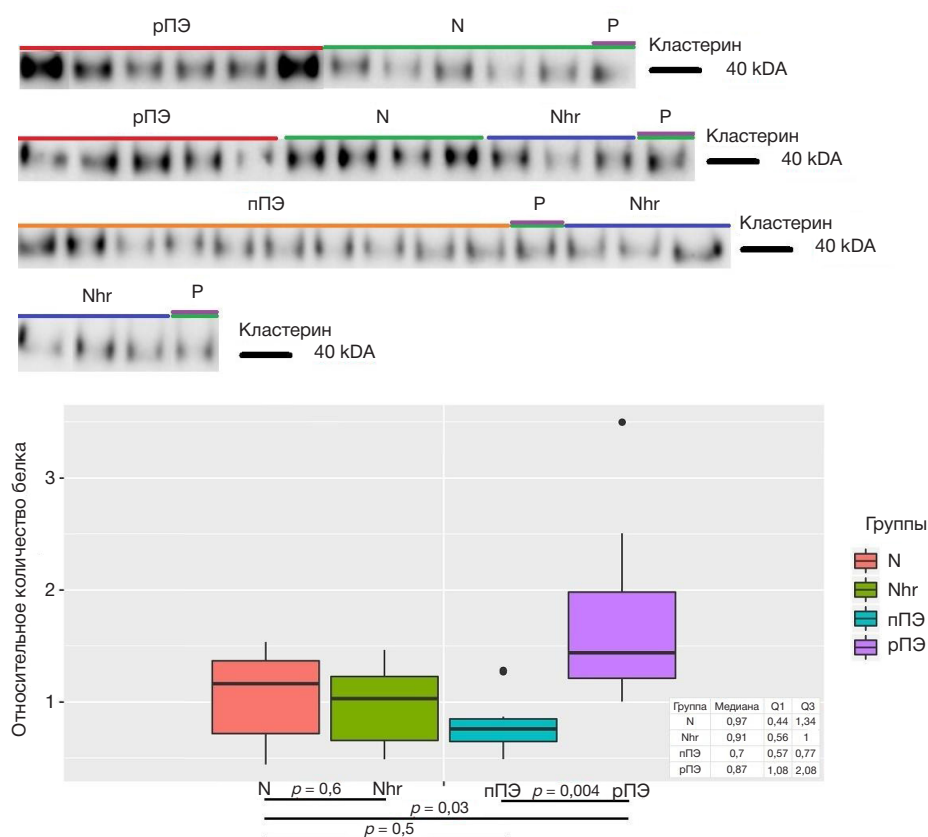 рПЭ N P
Кластерин
40 kDA
рПЭ N Nhr P
Кластерин
40 kDA
пПЭ P Nhr
Кластерин
40 kDA
Nhr P
Кластерин
40 kDA
Относительное количество белка
3
2
1
Группы
N
Nhr
пПЭ
рПЭ
Группа Медиана Q1 Q3
N 0,97 0,44 1,34
Nhr 0,91 0,56 1
пПЭ 0,7 0,57 0,77
рПЭ 0,87 1,08 2,08
N p = 0,6 Nhr пПЭ p = 0,004 рПЭ
p = 0,03
p = 0,5